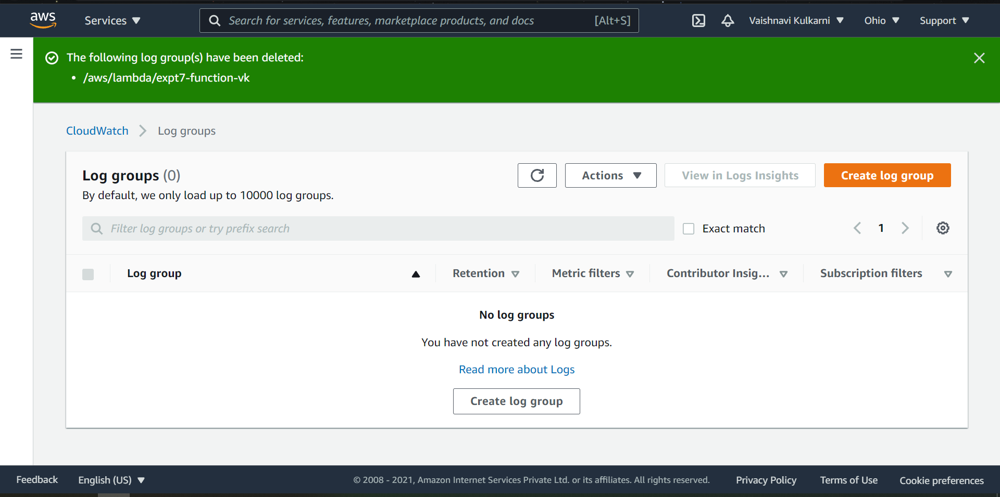 aws
Services
Search for services, features, marketplace products, and docs [Alt+S]
Vaishnavi Kulkarni
Ohio
Support
The following log group(s) have been deleted:
• /aws/lambda/expt7-function-vk
CloudWatch
Log groups
Log groups (0)
Actions
View in Logs Insights
Create log group
By default, we only load up to 10000 log groups.
Filter log groups or try prefix search
Exact match
1
Log group
Retention
Metric filters
Contributor Insig...
Subscription filters
No log groups
You have not created any log groups.
Read more about Logs
Create log group
Feedback
English (US)
© 2008 - 2021, Amazon Internet Services Private Ltd. or its affiliates. All rights reserved.
Privacy Policy
Terms of Use
Cookie preferences